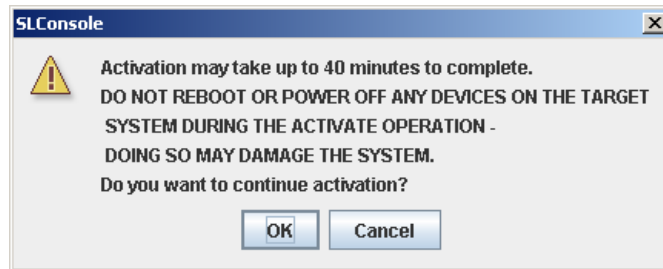 SLConsole
Activation may take up to 40 minutes to complete.
DO NOT REBOOT OR POWER OFF ANY DEVICES ON THE TARGET
SYSTEM DURING THE ACTIVATE OPERATION -
DOING SO MAY DAMAGE THE SYSTEM.
Do you want to continue activation?
OK
Cancel